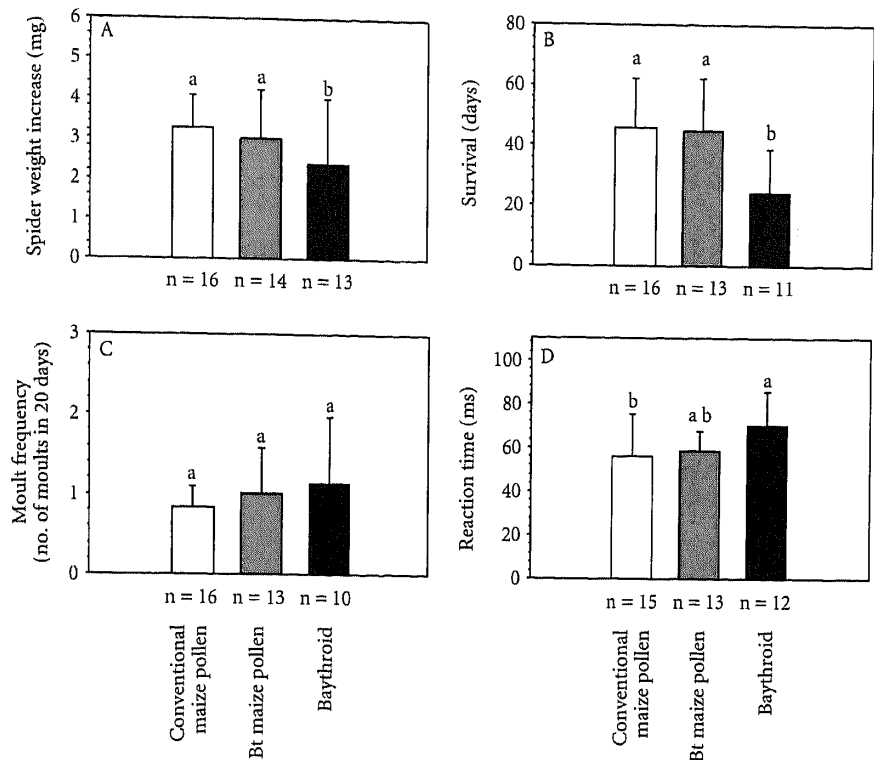 A
Spider weight increase (mg)
6
5
4
3
2
1
0
a
a
b
n = 16
n = 14
n = 13
B
Survival (days)
80
60
40
20
0
a
a
b
n = 16
n = 13
n = 11
C
Moult frequency
(no. of moults in 20 days)
3
2
1
0
a
a
a
n = 16
n = 13
n = 10
Conventional
maize pollen
Bt maize pollen
Baythroid
D
Reaction time (ms)
100
80
60
40
20
0
b
a b
a
n = 15
n = 13
n = 12
Conventional
maize pollen
Bt maize pollen
Baythroid